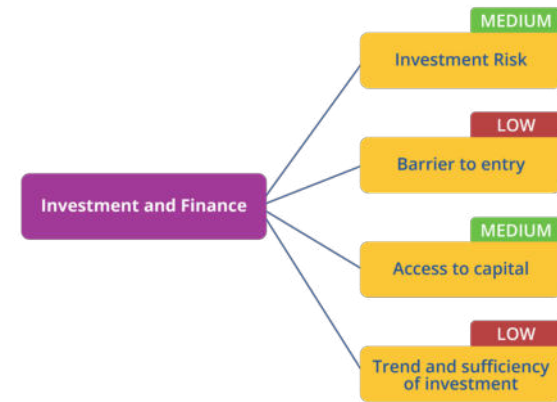 MEDIUM
Investment Risk
LOW
Barrier to entry
Investment and Finance
MEDIUM
Access to capital
LOW
Trend and sufficiency
of investment